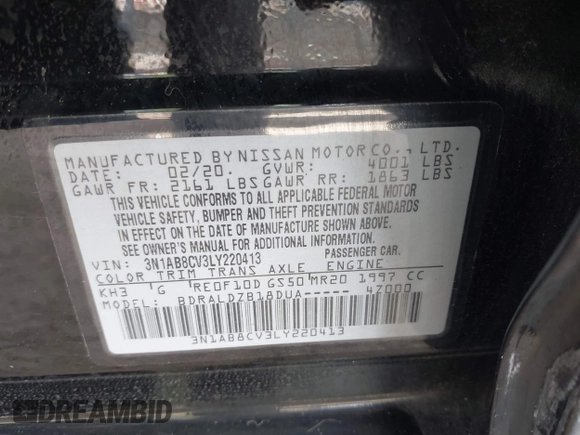 MANUFACTURED BY NISSAN MOTOR CO., LTD.
DATE: 02/20. GVWR: 4001 LBS
GAWR FR: 2161 LBS GAWR RR: 1863 LBS
THIS VEHICLE CONFORMS TO ALL APPLICABLE FEDERAL MOTOR
VEHICLE SAFETY, BUMPER AND THEFT PREVENTION STANDARDS
IN EFFECT ON THE DATE OF MANUFACTURE SHOWN ABOVE.
SEE OWNER'S MANUAL FOR ADDITIONAL INFORMATION.
VIN: 3N1AB8CV3LY220413 PASSENGER CAR.
COLOR TRIM TRANS AXLE ENGINE
KH3 'G RE0F10D GS50 MR20 1997 CC
MODEL: BDRALDZB18DUA----- 47000
3N1AB8CV3LY220413
DREAMBID